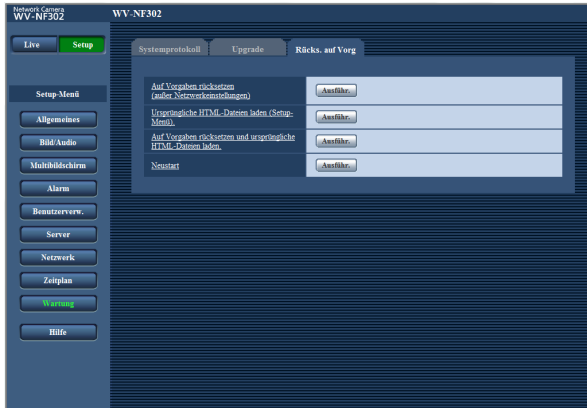 Network Camera
WV-NF302
WV-NF302
Live
Setup
Systemprotokoll
Upgrade
Rücks. auf Vorg
Setup-Menü
Allgemeines
Bild/Audio
Multibildschirm
Alarm
Benutzerverw.
Server
Netzwerk
Zeitplan
Wartung
Hilfe
Auf Vorgaben rücksetzen
(außer Netzwerkeinstellungen)
Ausführ.
Ursprüngliche HTML-Dateien laden (Setup-
Menü).
Ausführ.
Auf Vorgaben rücksetzen und ursprüngliche
HTML-Dateien laden.
Ausführ.
Neustart
Ausführ.